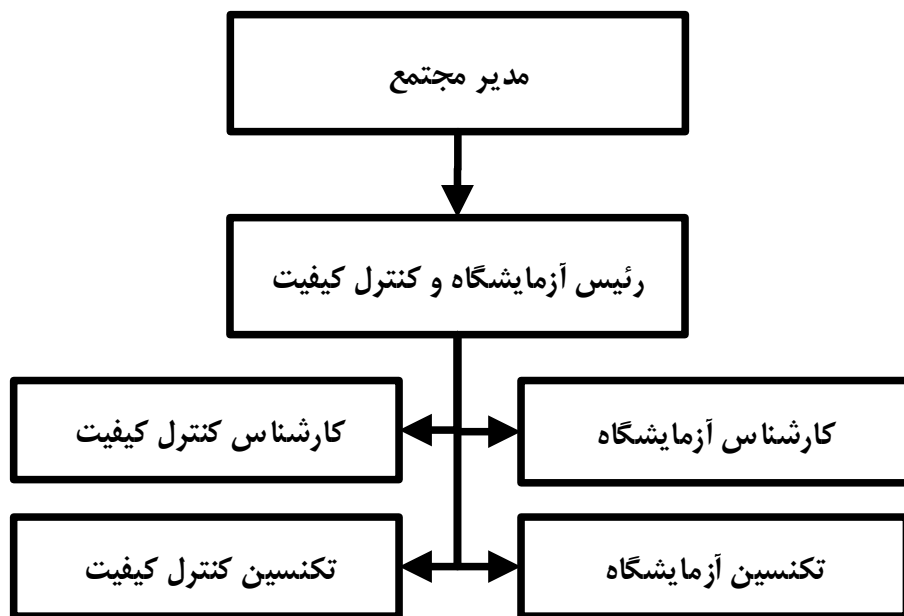 مدیر مجتمع
رئیس آزمایشگاه و کنترل کیفیت
کارشناس آزمایشگاه
کارشناس کنترل کیفیت
تکنسین آزمایشگاه
تکنسین کنترل کیفیت